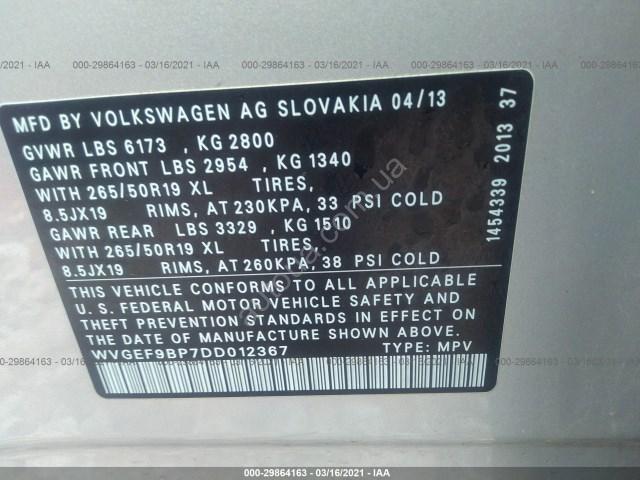 000-29864163 - 03/16/2021 - IAA
MFD BY VOLKSWAGEN AG SLOVAKIA 04/13
GVWR LBS 6173 , KG 2800
GAWR FRONT LBS 2954 , KG 1340
WITH 265/50R19 XL TIRES,
8.5JX19 RIMS, AT 230KPA, 33 PSI COLD
GAWR REAR LBS 3329 , KG 1510
WITH 265/50R19 XL TIRES,
8.5JX19 RIMS, AT 260KPA, 38 PSI COLD
THIS VEHICLE CONFORMS TO ALL APPLICABLE
U. S. FEDERAL MOTOR VEHICLE SAFETY AND
THEFT PROTECTION STANDARDS IN EFFECT ON
THE DATE OF MANUFACTURE SHOWN ABOVE.
WVGEF9BP7DD012367 TYPE: MPV
1454339 2013 37
autoda.com.ua
000-29864163 - 03/16/2021 - IAA